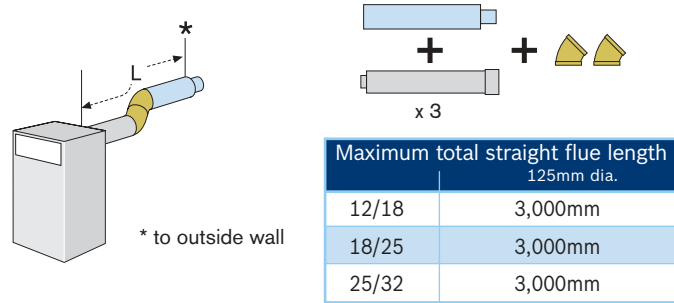 *
L
* to outside wall
x 3
Maximum total straight flue length
125mm dia.
12/18 3,000mm
18/25 3,000mm
25/32 3,000mm